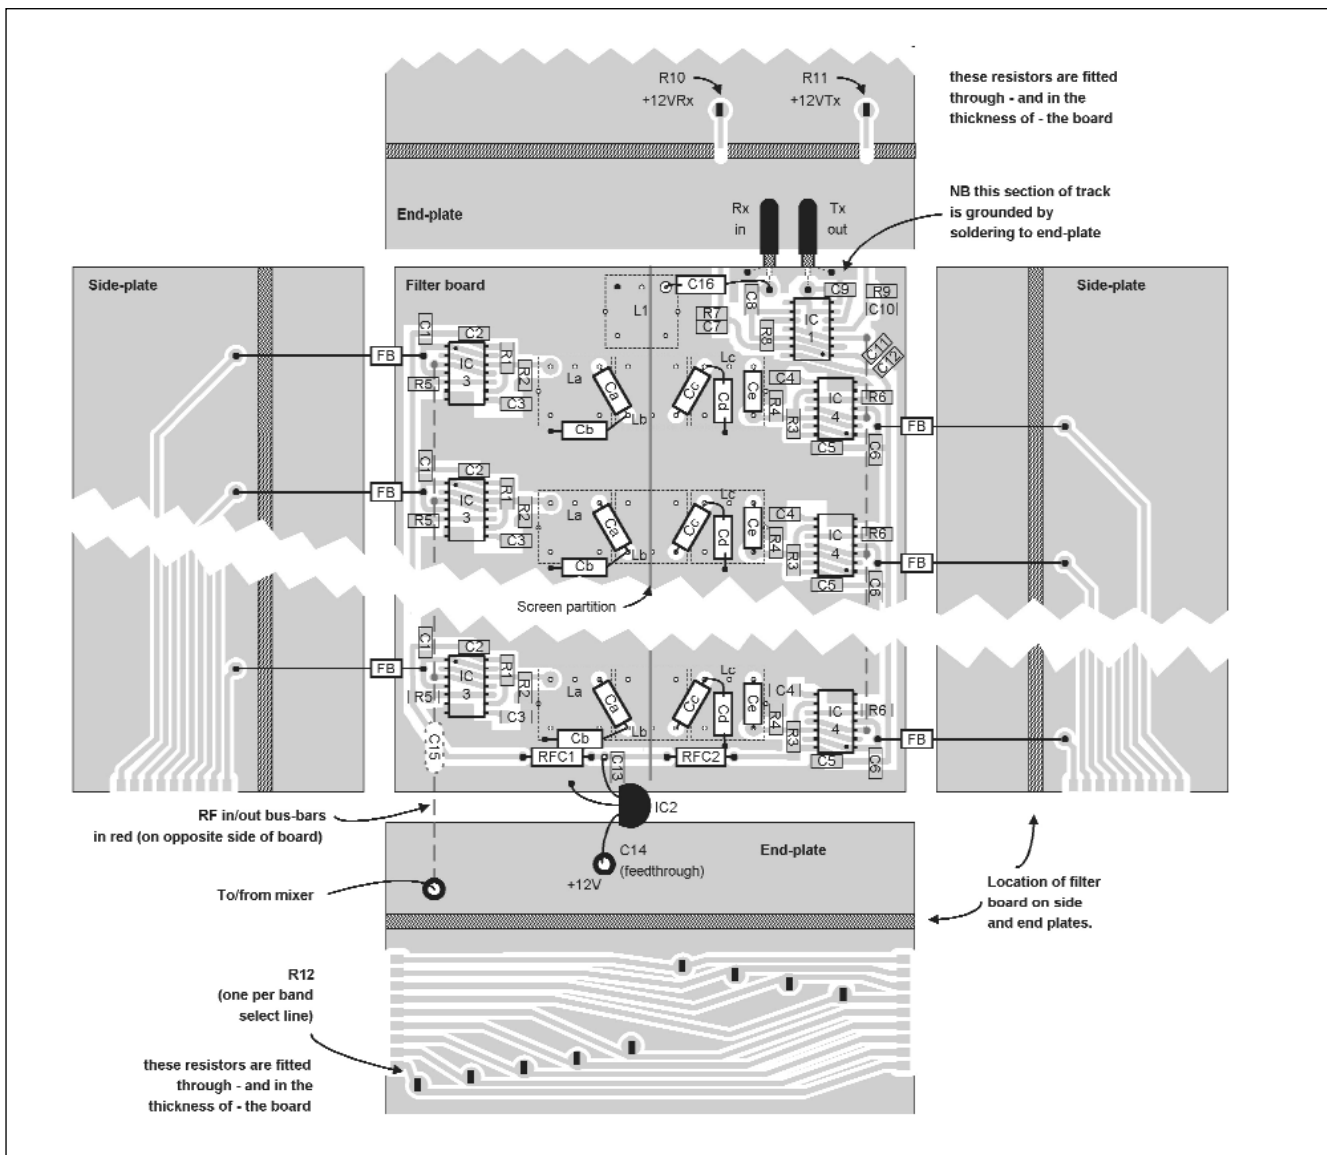 R10
+12VRx
R11
+12VTx
these resistors are fitted
through - and in the
thickness of - the board
End-plate
Rx
in
Tx
out
NB this section of track
is grounded by
soldering to end-plate
Side-plate
Filter board
Side-plate
L1
C16
C8
C9
R9
C10
R7
C7
R8
IC
1
C11
C12
C1
C2
FB
IC
3
R1
R2
R5
C3
La
Ca
Cb
Lb
Lc
Cc
Cd
Ce
C4
R4
R3
IC
4
R6
C5
C6
FB
C1
C2
FB
IC
3
R1
R2
R5
C3
La
Ca
Cb
Lb
Lc
Cc
Cd
Ce
C4
R4
R3
IC
4
R6
C5
C6
FB
Screen partition
C1
C2
FB
IC
3
R1
R2
R5
C3
La
Ca
Cb
Lb
Lc
Cc
Cd
Ce
C4
R4
R3
IC
4
R6
C5
C6
FB
C15
RFC1
C13
RFC2
IC2
RF in/out bus-bars
in red (on opposite side of board)
C14
(feedthrough)
+12V
End-plate
To/from mixer
Location of filter
board on side
and end plates.
R12
(one per band
select line)
these resistors are fitted
through - and in the
thickness of - the board